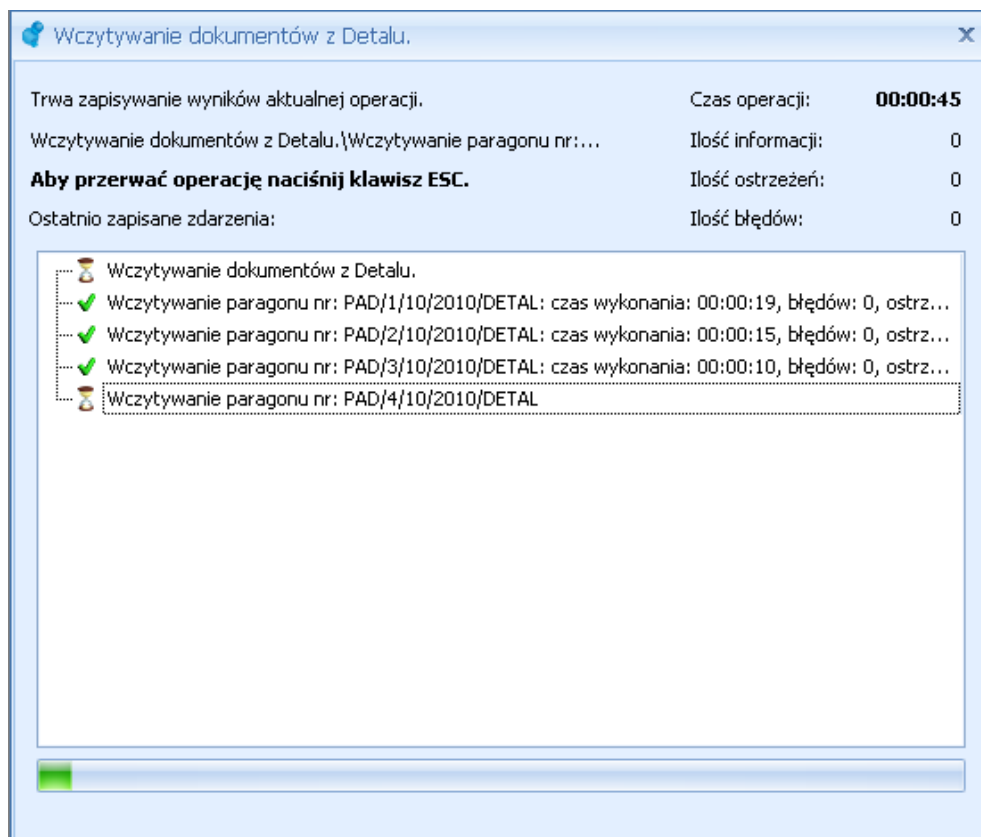 Wczytywanie dokumentów z Detalu.
Trwa zapisywanie wyników aktualnej operacji. Czas operacji: 00:00:45
Wczytywanie dokumentów z Detalu.\Wczytywanie paragonu nr:... Ilość informacji: 0
Aby przerwać operację naciśnij klawisz ESC. Ilość ostrzeżeń: 0
Ostatnio zapisane zdarzenia: Ilość błędów: 0
Wczytywanie dokumentów z Detalu.
Wczytywanie paragonu nr: PAD/1/10/2010/DETAL: czas wykonania: 00:00:19, błędów: 0, ostrz...
Wczytywanie paragonu nr: PAD/2/10/2010/DETAL: czas wykonania: 00:00:15, błędów: 0, ostrz...
Wczytywanie paragonu nr: PAD/3/10/2010/DETAL: czas wykonania: 00:00:10, błędów: 0, ostrz...
Wczytywanie paragonu nr: PAD/4/10/2010/DETAL